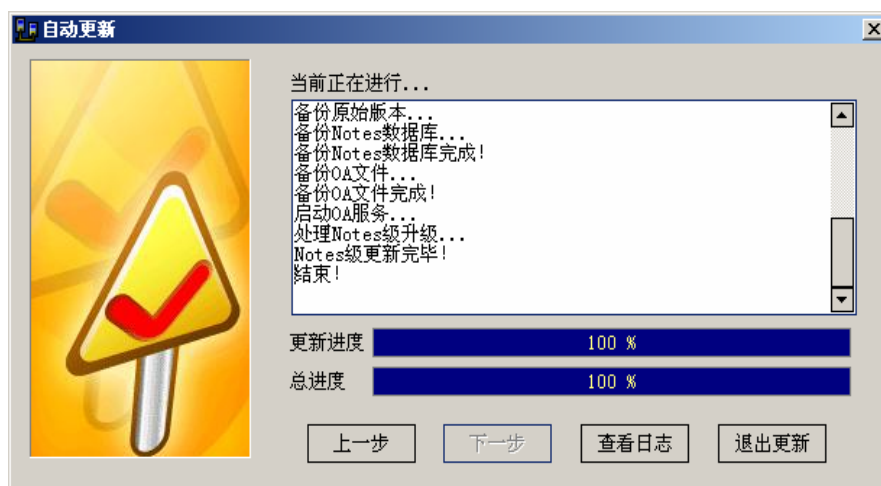 自动更新
当前正在进行...
备份原始版本...
备份Notes数据库...
备份Notes数据库完成!
备份OA文件...
备份OA文件完成!
启动OA服务...
处理Notes级升级...
Notes级更新完毕!
结束!
更新进度 100 %
总进度 100 %
上一步 下一步 查看日志 退出更新